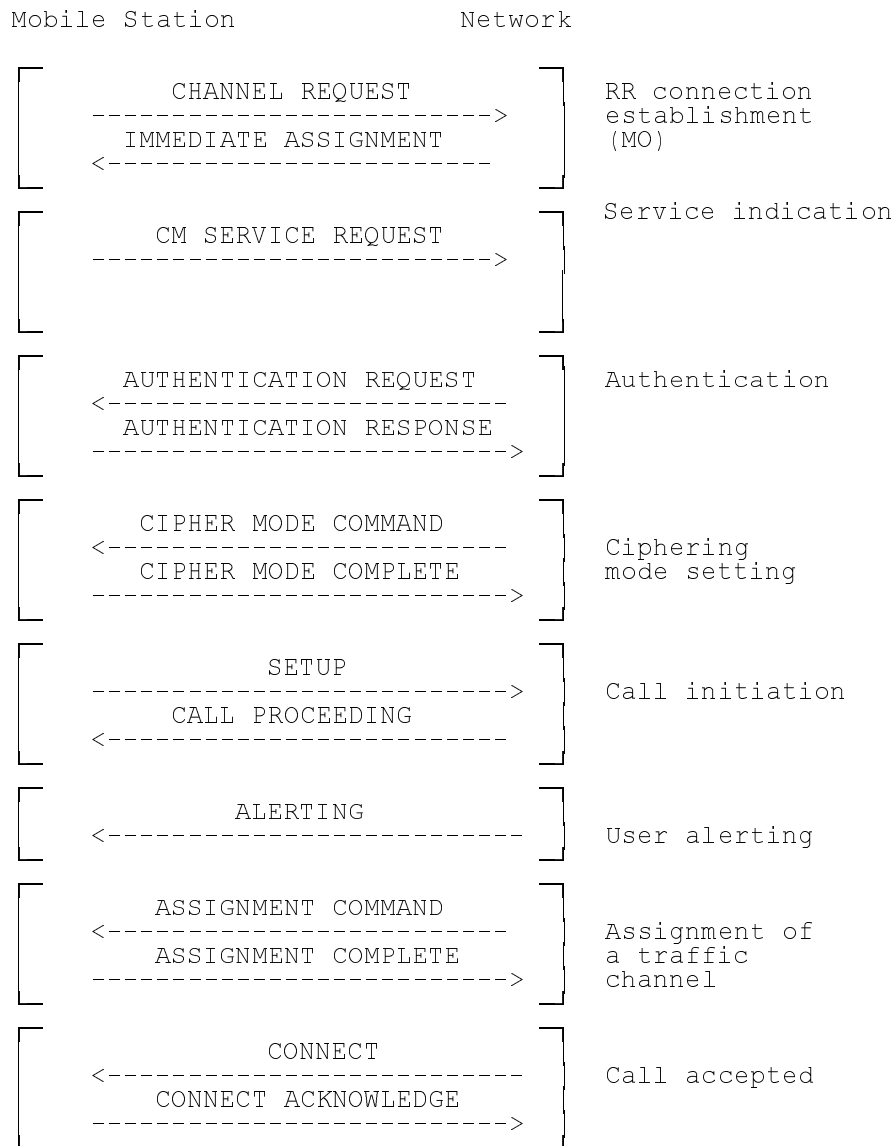 Mobile Station Network
CHANNEL REQUEST RR connection
------------------------> establishment
IMMEDIATE ASSIGNMENT (MO)
<------------------------
Service indication
CM SERVICE REQUEST
------------------------->
AUTHENTICATION REQUEST Authentication
<-------------------------
AUTHENTICATION RESPONSE
-------------------------->
CIPHER MODE COMMAND
<------------------------- Ciphering
CIPHER MODE COMPLETE mode setting
-------------------------->
SETUP
--------------------------> Call initiation
CALL PROCEEDING
<-------------------------
ALERTING
<-------------------------- User alerting
ASSIGNMENT COMMAND
<------------------------- Assignment of
ASSIGNMENT COMPLETE a traffic
--------------------------> channel
CONNECT
<-------------------------- Call accepted
CONNECT ACKNOWLEDGE
-------------------------->